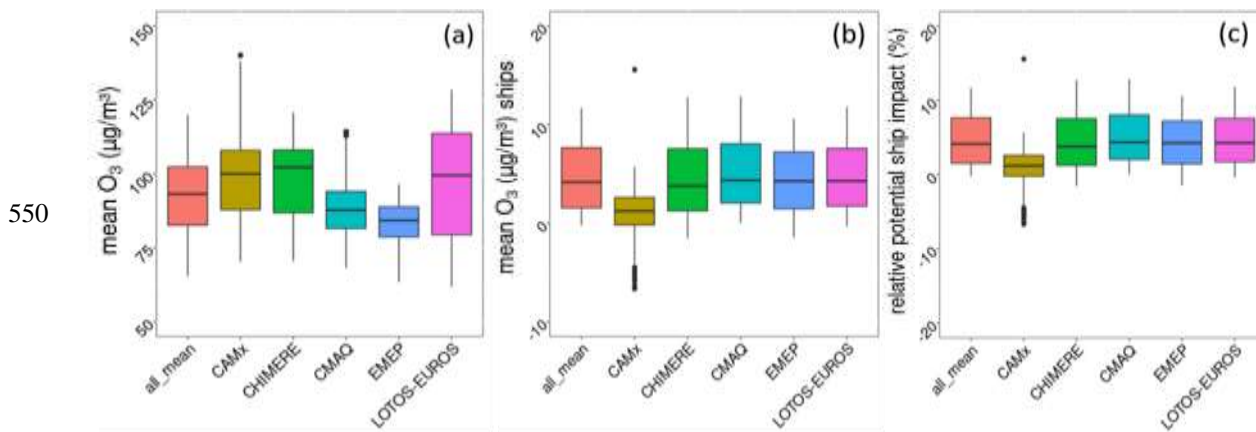 (a)
mean O₃ (µg/m³)
150
125
100
75
50
all_mean
CAMx
CHIMERE
CMAQ
EMEP
LOTOS-EUROS
(b)
mean O₃ (µg/m³) ships
20
10
0
-10
all_mean
CAMx
CHIMERE
CMAQ
EMEP
LOTOS-EUROS
(c)
relative potential ship impact (%)
20
10
0
-10
-20
all_mean
CAMx
CHIMERE
CMAQ
EMEP
LOTOS-EUROS
550